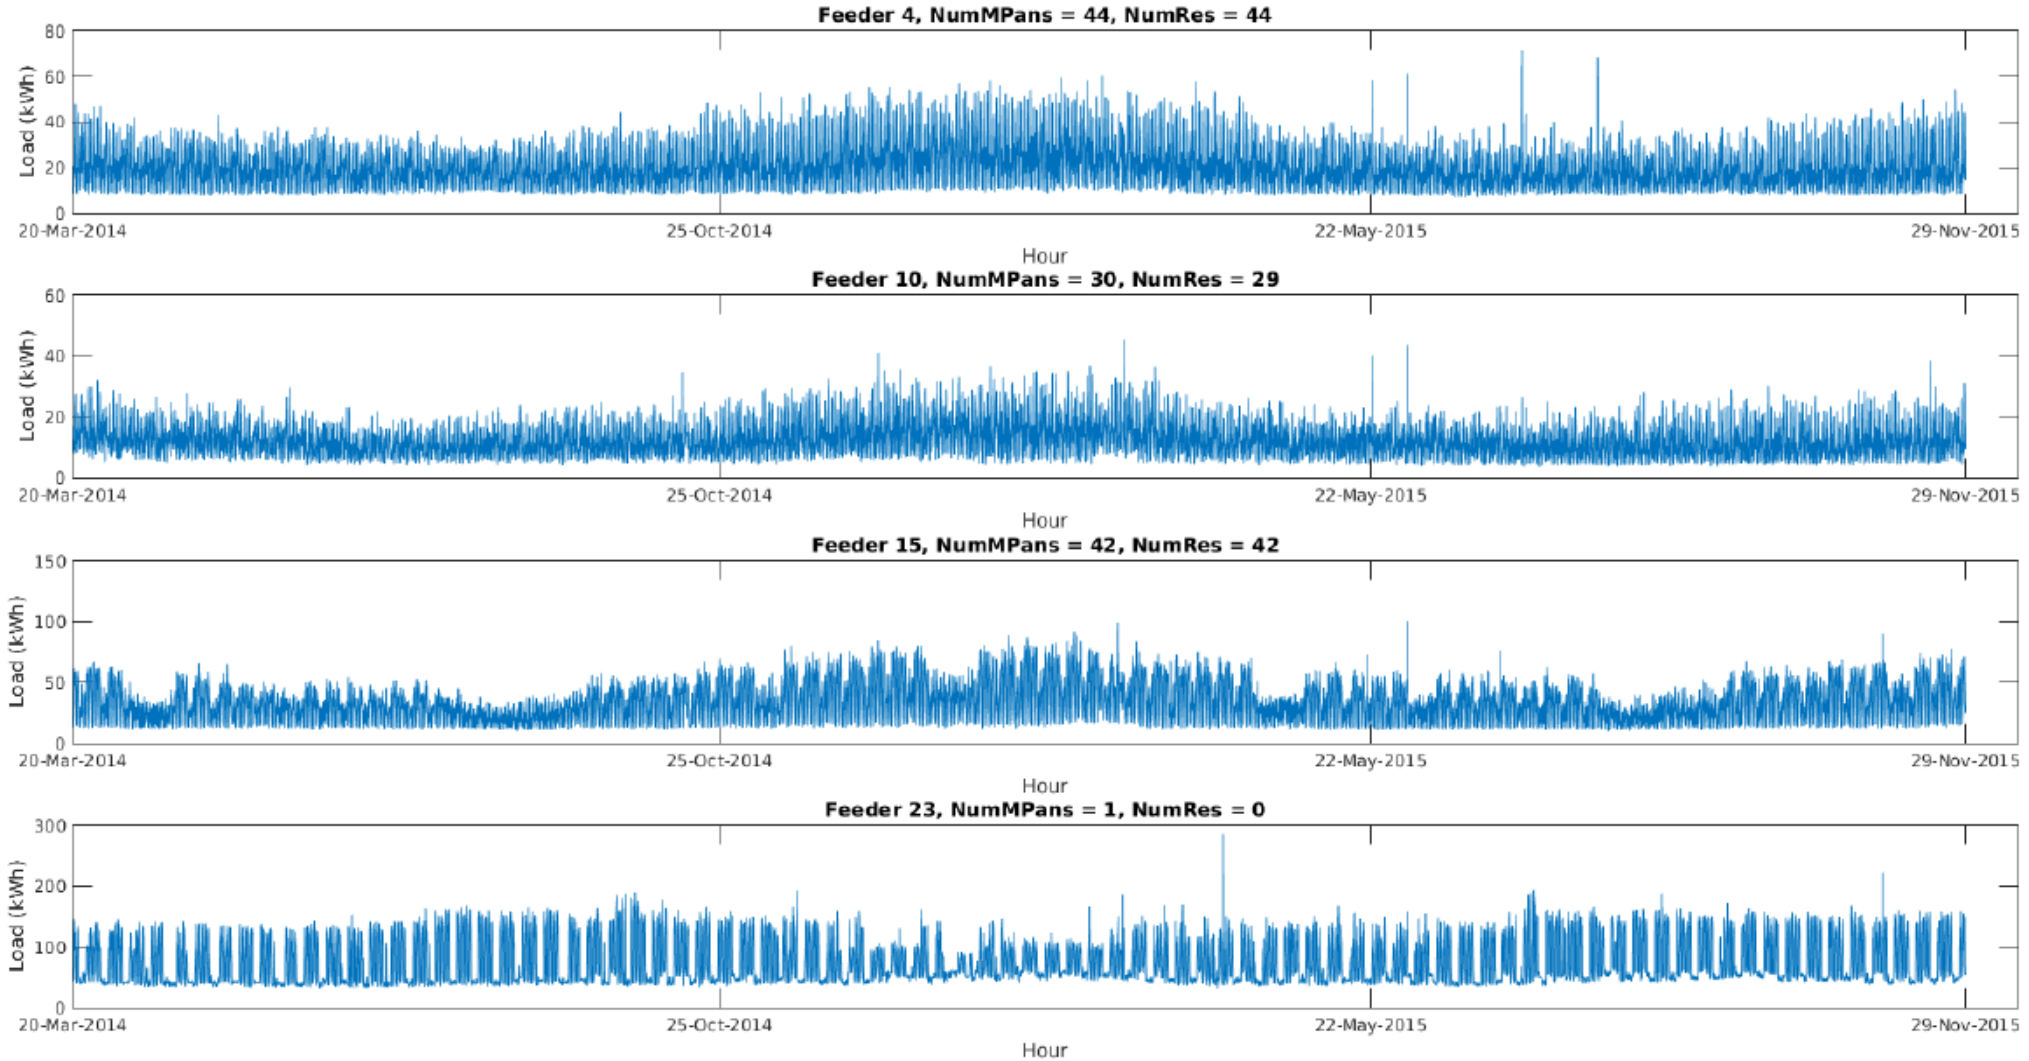 Feeder 4, NumMPans = 44, NumRes = 44
80
60
40
20
0
Load (kWh)
20-Mar-2014 25-Oct-2014 22-May-2015 29-Nov-2015
Hour
Feeder 10, NumMPans = 30, NumRes = 29
60
40
20
0
Load (kWh)
20-Mar-2014 25-Oct-2014 22-May-2015 29-Nov-2015
Hour
Feeder 15, NumMPans = 42, NumRes = 42
150
100
50
0
Load (kWh)
20-Mar-2014 25-Oct-2014 22-May-2015 29-Nov-2015
Hour
Feeder 23, NumMPans = 1, NumRes = 0
300
200
100
0
Load (kWh)
20-Mar-2014 25-Oct-2014 22-May-2015 29-Nov-2015
Hour